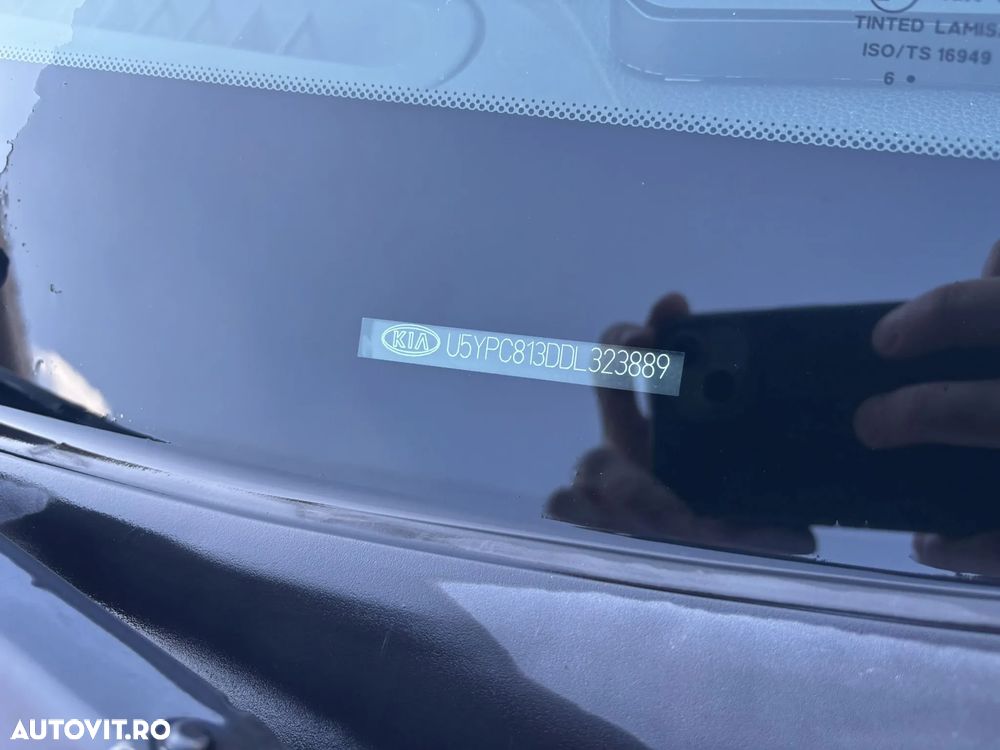 TINTED LAMIS
ISO/TS 16949
6 •
KIA U5YPC813DDL323889
AUTOVIT.RO